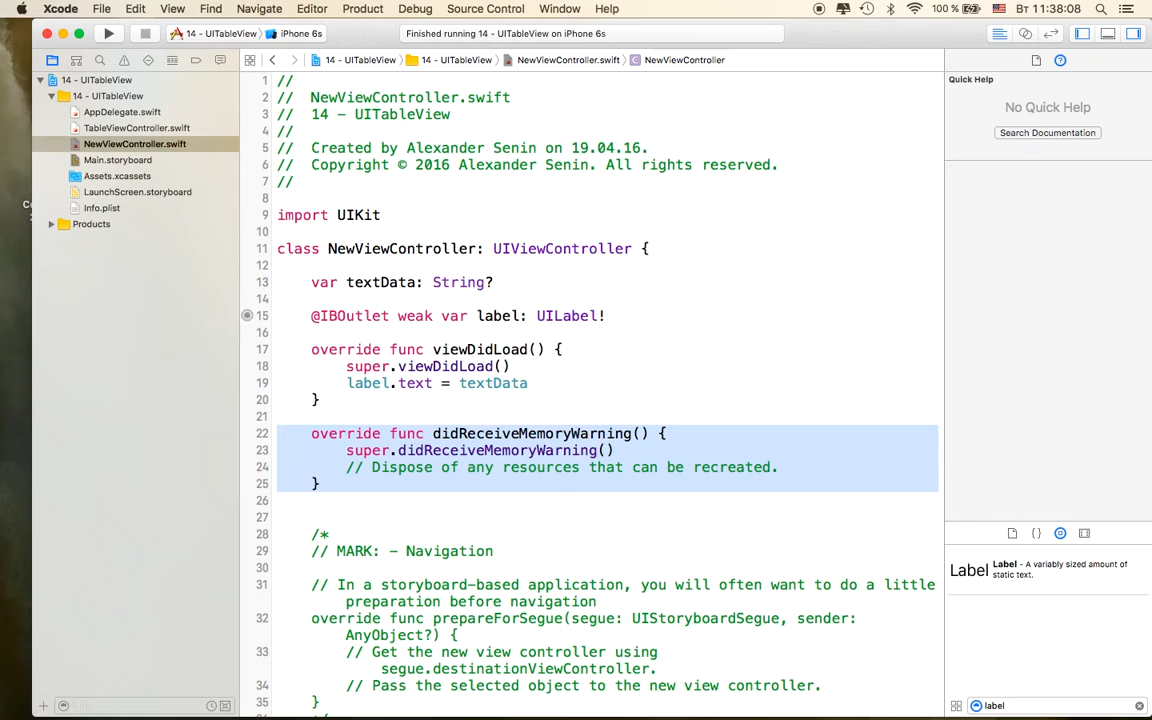 Xcode File Edit View Find Navigate Editor Product Debug Source Control Window Help 100 % Вт 11:38:08
14 - UITableView iPhone 6s Finished running 14 - UITableView on iPhone 6s
14 - UITableView 14 - UITableView NewViewController.swift C NewViewController
14 - UITableView
14 - UITableView
AppDelegate.swift
TableViewController.swift
NewViewController.swift
Main.storyboard
Assets.xcassets
LaunchScreen.storyboard
Info.plist
Products
1 //
2 // NewViewController.swift
3 // 14 - UITableView
4 //
5 // Created by Alexander Senin on 19.04.16.
6 // Copyright © 2016 Alexander Senin. All rights reserved.
7 //
8
9 import UIKit
10
11 class NewViewController: UIViewController {
12
13 var textData: String?
14
15 @IBOutlet weak var label: UILabel!
16
17 override func viewDidLoad() {
18 super.viewDidLoad()
19 label.text = textData
20 }
21
22 override func didReceiveMemoryWarning() {
23 super.didReceiveMemoryWarning()
24 // Dispose of any resources that can be recreated.
25 }
26
27
28 /*
29 // MARK: - Navigation
30
31 // In a storyboard-based application, you will often want to do a little
preparation before navigation
32 override func prepareForSegue(segue: UIStoryboardSegue, sender:
AnyObject?) {
33 // Get the new view controller using
segue.destinationViewController.
34 // Pass the selected object to the new view controller.
35 }
Quick Help
No Quick Help
Search Documentation
Label Label - A variably sized amount of
static text.
label